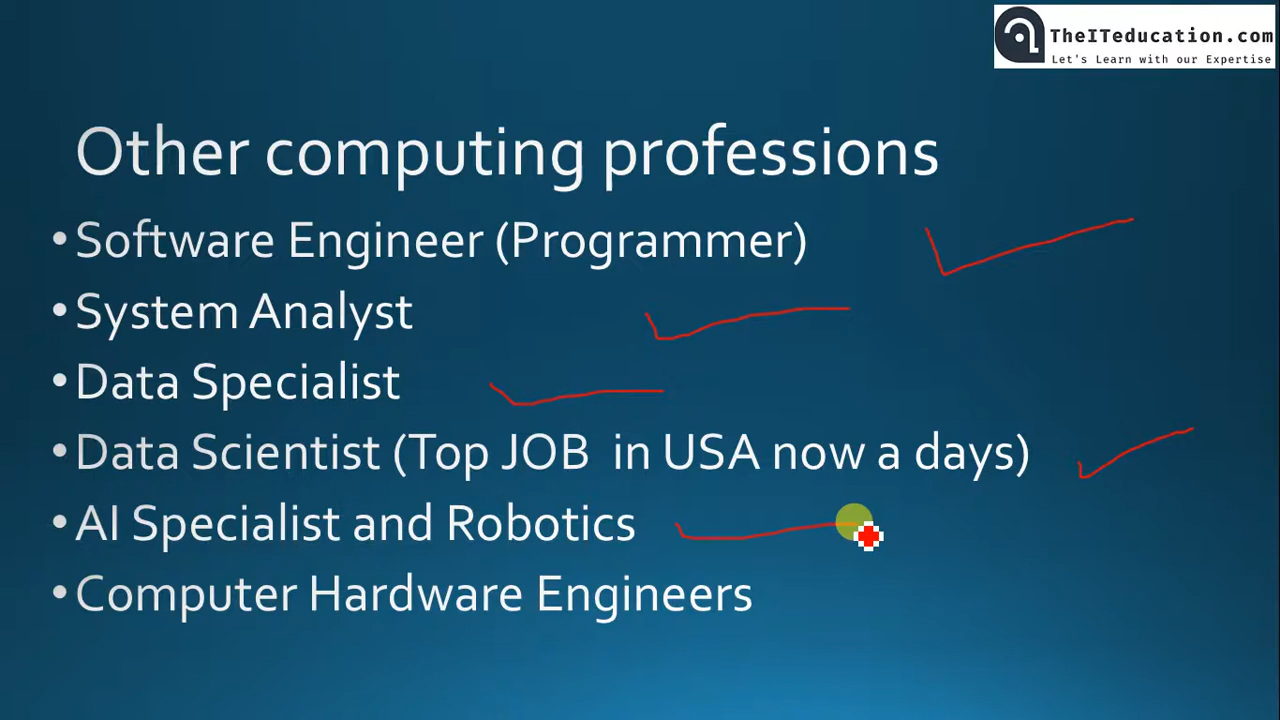 TheITeducation.com
Let's Learn with our Expertise
Other computing professions
•Software Engineer (Programmer)
•System Analyst
•Data Specialist
•Data Scientist (Top JOB in USA now a days)
•AI Specialist and Robotics
•Computer Hardware Engineers